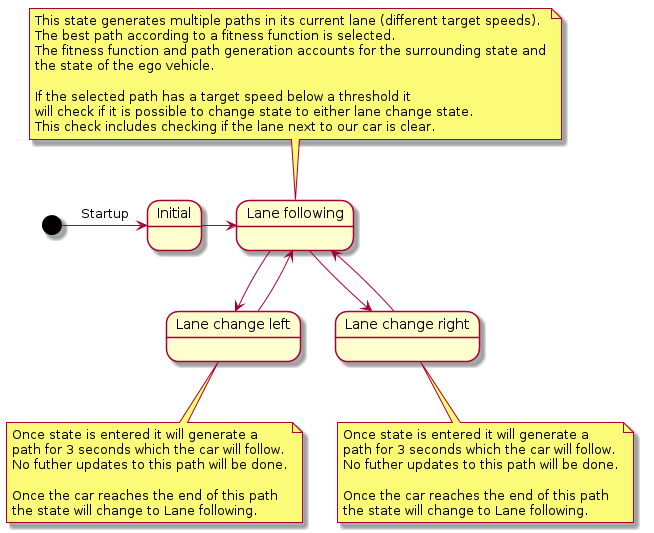 This state generates multiple paths in its current lane (different target speeds).
The best path according to a fitness function is selected.
The fitness function and path generation accounts for the surrounding state and
the state of the ego vehicle.
If the selected path has a target speed below a threshold it
will check if it is possible to change state to either lane change state.
This check includes checking if the lane next to our car is clear.
Startup
Initial
Lane following
Lane change left
Lane change right
Once state is entered it will generate a
path for 3 seconds which the car will follow.
No futher updates to this path will be done.
Once the car reaches the end of this path
the state will change to Lane following.
Once state is entered it will generate a
path for 3 seconds which the car will follow.
No futher updates to this path will be done.
Once the car reaches the end of this path
the state will change to Lane following.